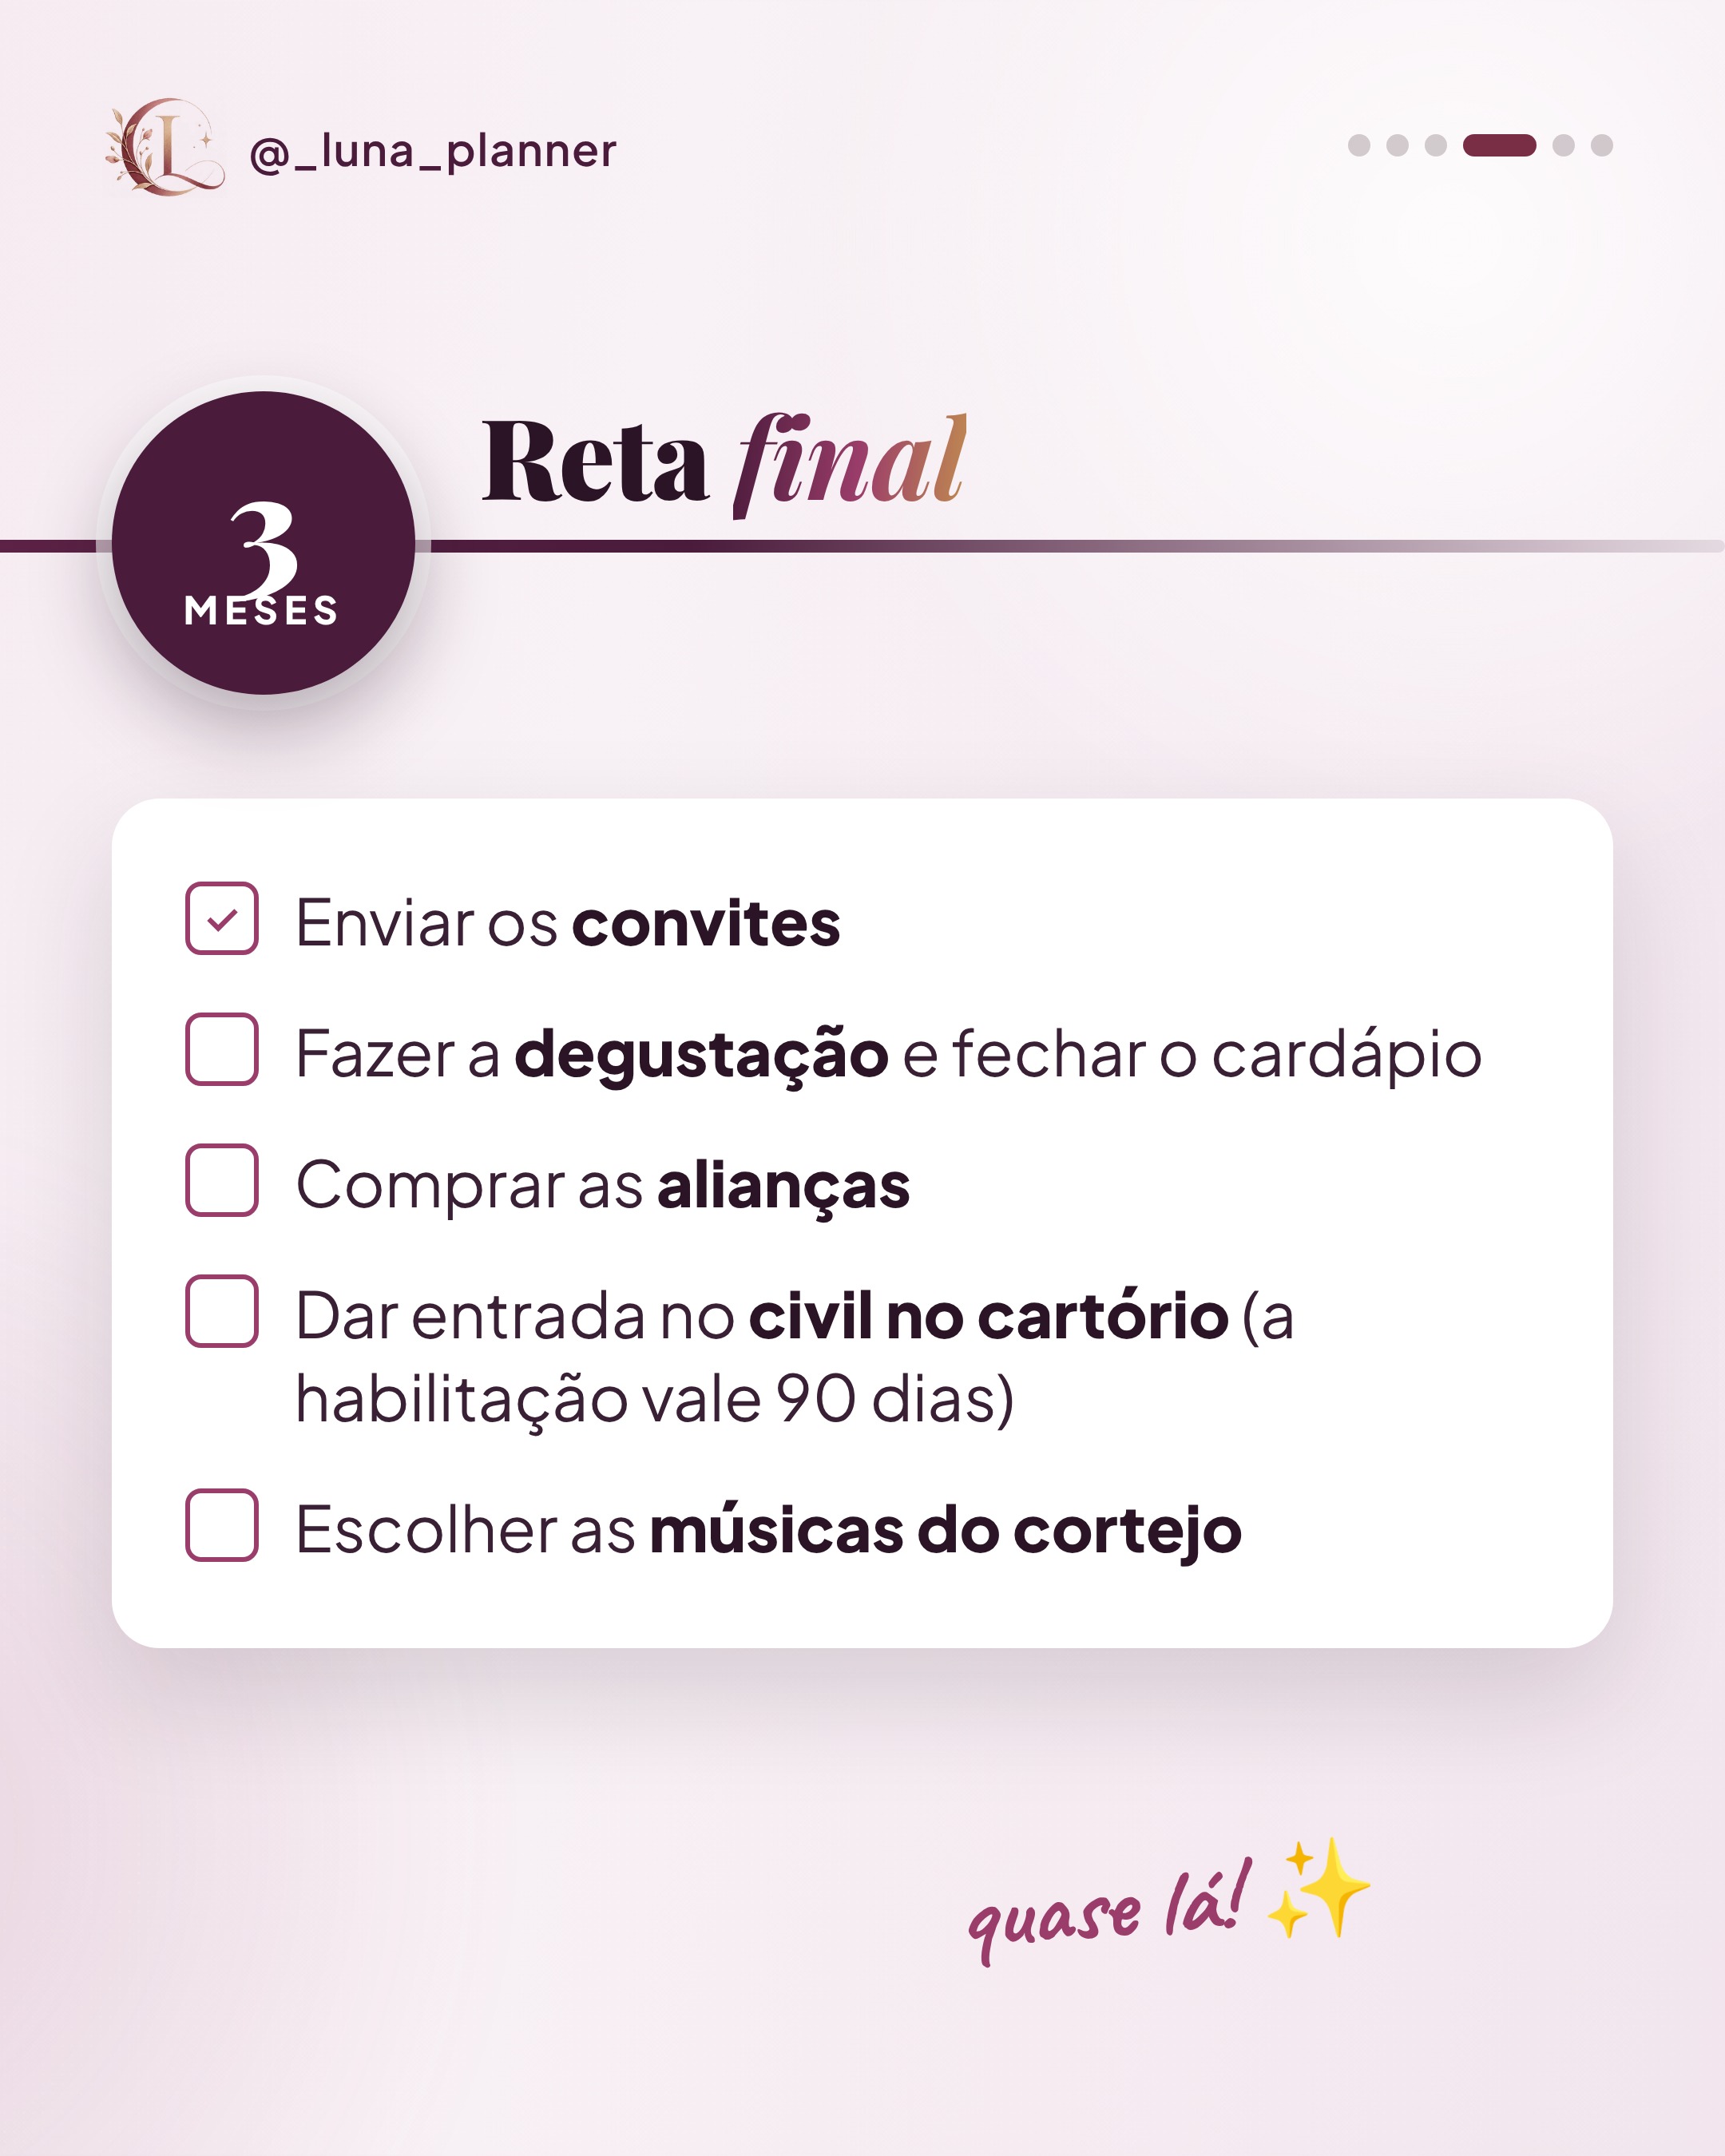 L
@_luna_planner
Reta final
3
MESES
Enviar os convites
Fazer a degustação e fechar o cardápio
Comprar as alianças
Dar entrada no civil no cartório (a
habilitação vale 90 dias)
Escolher as músicas do cortejo
quase lá! ✨